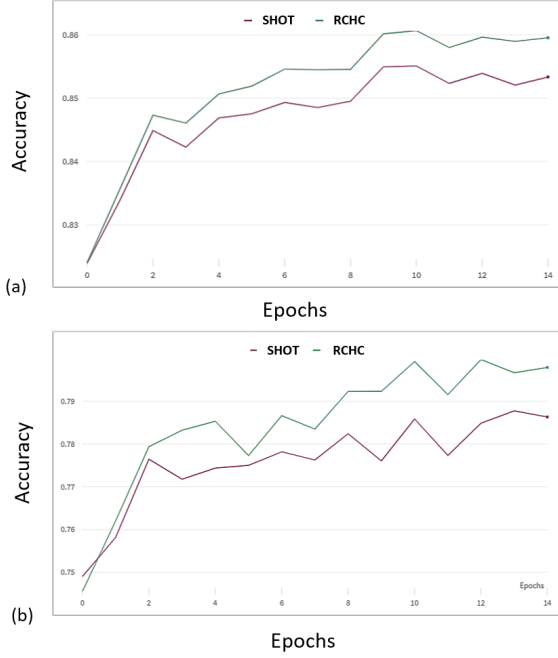 SHOT RCHC
0.86
0.85
0.84
0.83
Accuracy
0 2 4 6 8 10 12 14
(a)
Epochs
SHOT RCHC
0.79
0.78
0.77
0.76
0.75
Accuracy
Epochs
0 2 4 6 8 10 12 14
(b)
Epochs